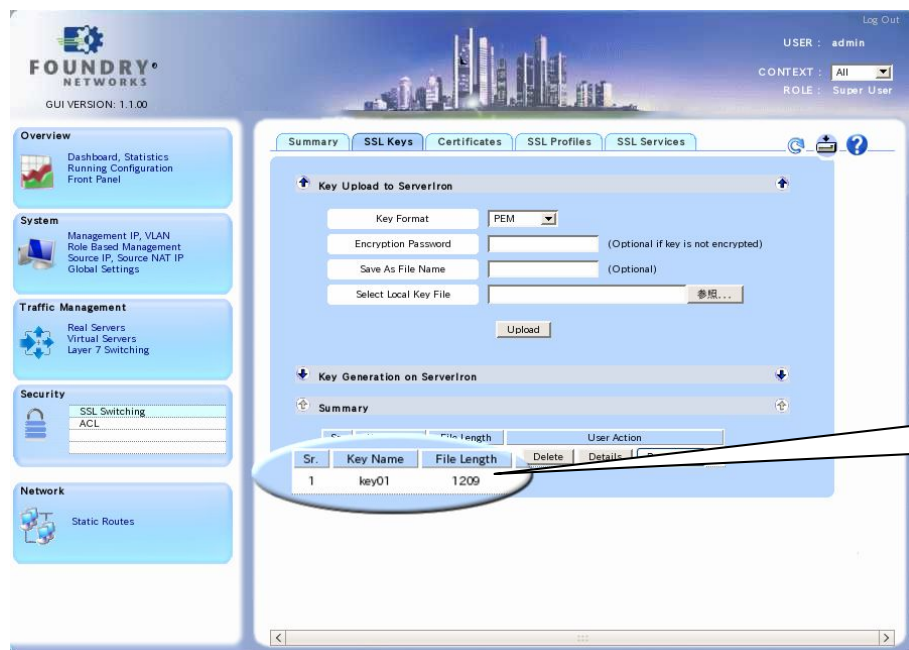 Log Out
USER : admin
CONTEXT : All
ROLE : Super User
FOUNDRY®
NETWORKS
GUI VERSION: 1.1.00
Overview
Dashboard, Statistics
Running Configuration
Front Panel
System
Management IP, VLAN
Role Based Management
Source IP, Source NAT IP
Global Settings
Traffic Management
Real Servers
Virtual Servers
Layer 7 Switching
Security
SSL Switching
ACL
Network
Static Routes
Summary SSL Keys Certificates SSL Profiles SSL Services
Key Upload to ServerIron
Key Format PEM
Encryption Password (Optional if key is not encrypted)
Save As File Name (Optional)
Select Local Key File 参照...
Upload
Key Generation on ServerIron
Summary
File Length User Action
Sr. Key Name File Length Delete Details
1 key01 1209